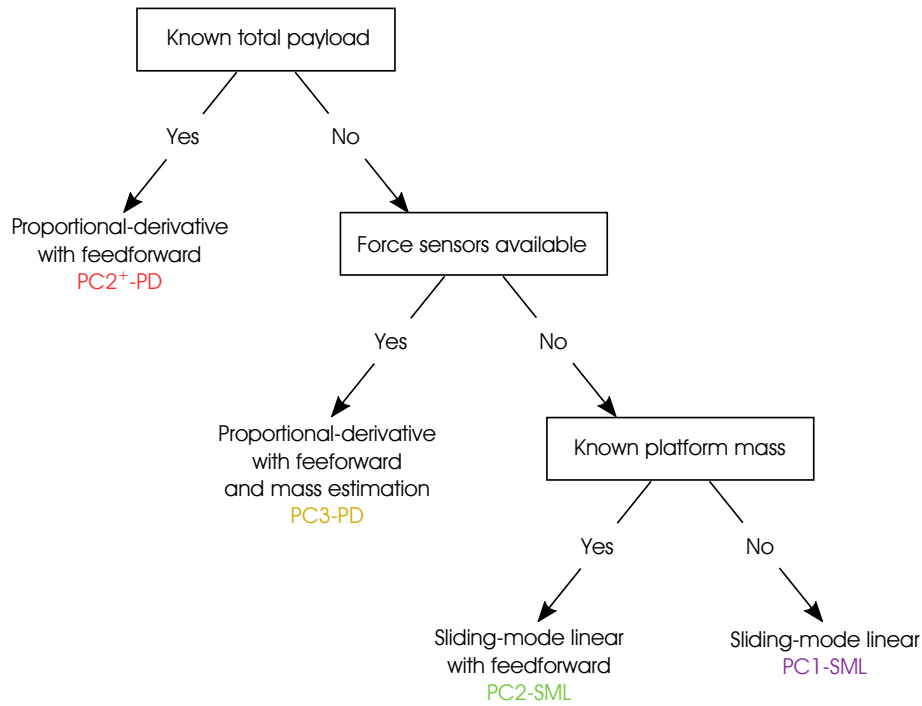 Known total payload
Yes
No
Proportional-derivative
with feedforward
PC2⁺-PD
Force sensors available
Yes
No
Proportional-derivative
with feeforward
and mass estimation
PC3-PD
Known platform mass
Yes
No
Sliding-mode linear
with feedforward
PC2-SML
Sliding-mode linear
PC1-SML